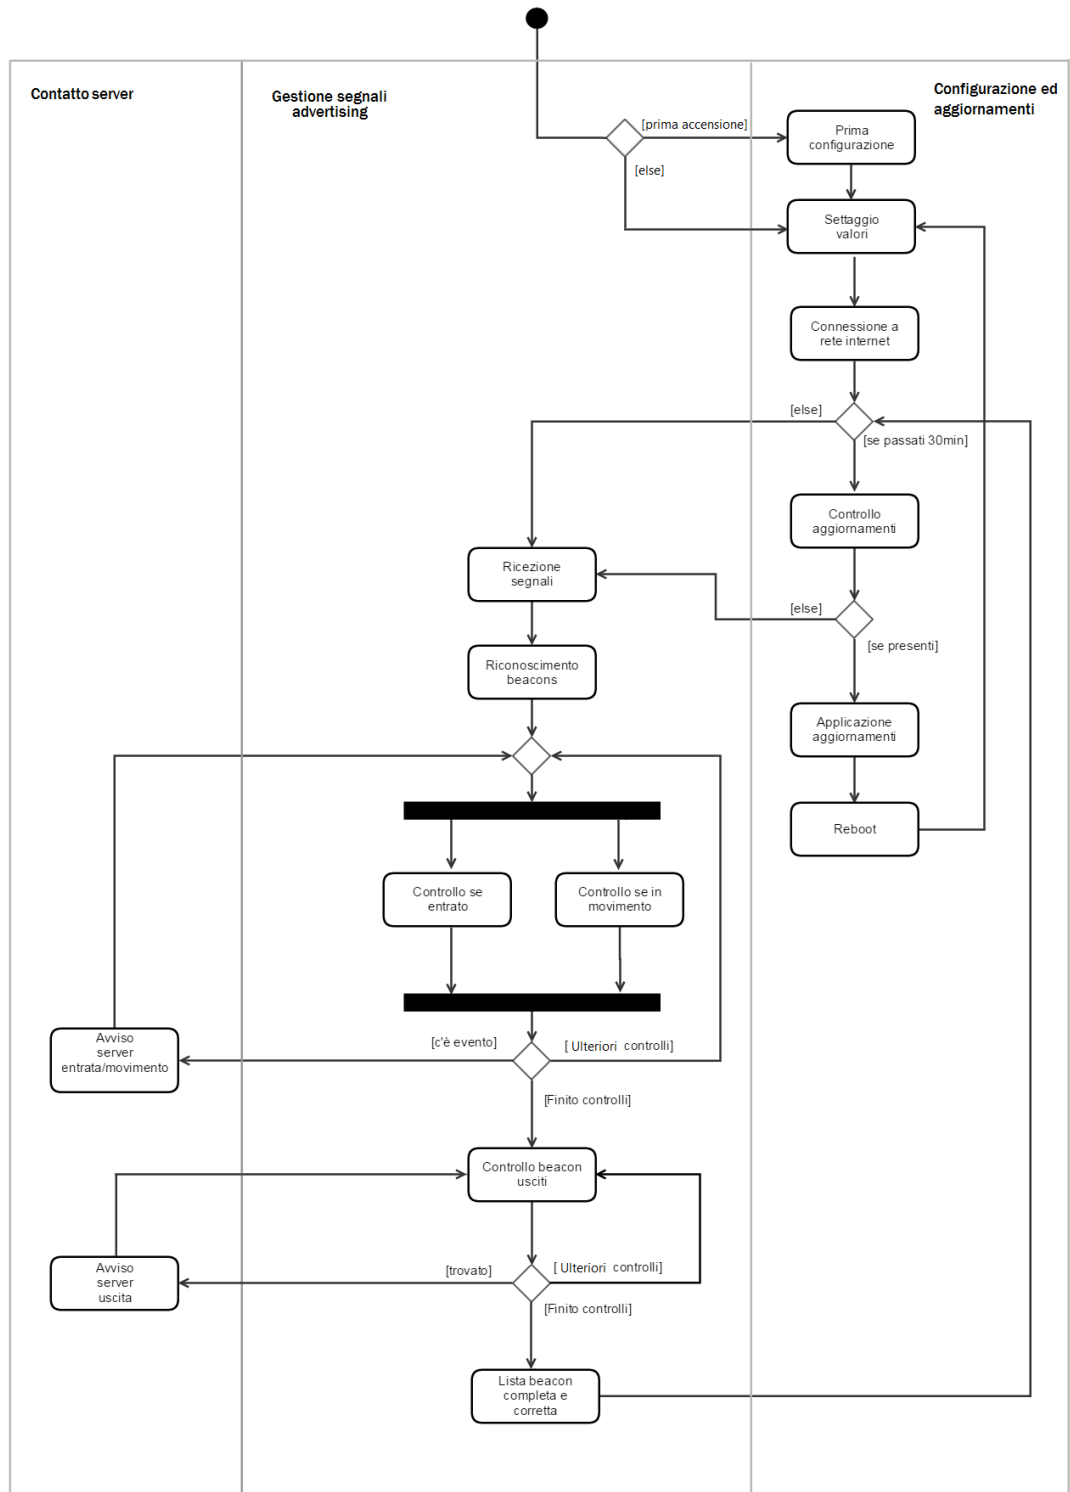 Contatto server
Gestione segnali
advertising
Configurazione ed
aggiornamenti
[prima accensione]
Prima
configurazione
[else]
Settaggio
valori
Connessione a
rete internet
[else]
[se passati 30min]
Controllo
aggiornamenti
Ricezione
segnali
[else]
[se presenti]
Riconoscimento
beacons
Applicazione
aggiornamenti
Reboot
Controllo se
entrato
Controllo se in
movimento
Avviso
server
entrata/movimento
[c'è evento]
[ Ulteriori controlli]
[Finito controlli]
Controllo beacon
usciti
Avviso
server
uscita
[trovato]
[ Ulteriori controlli]
[Finito controlli]
Lista beacon
completa e
corretta